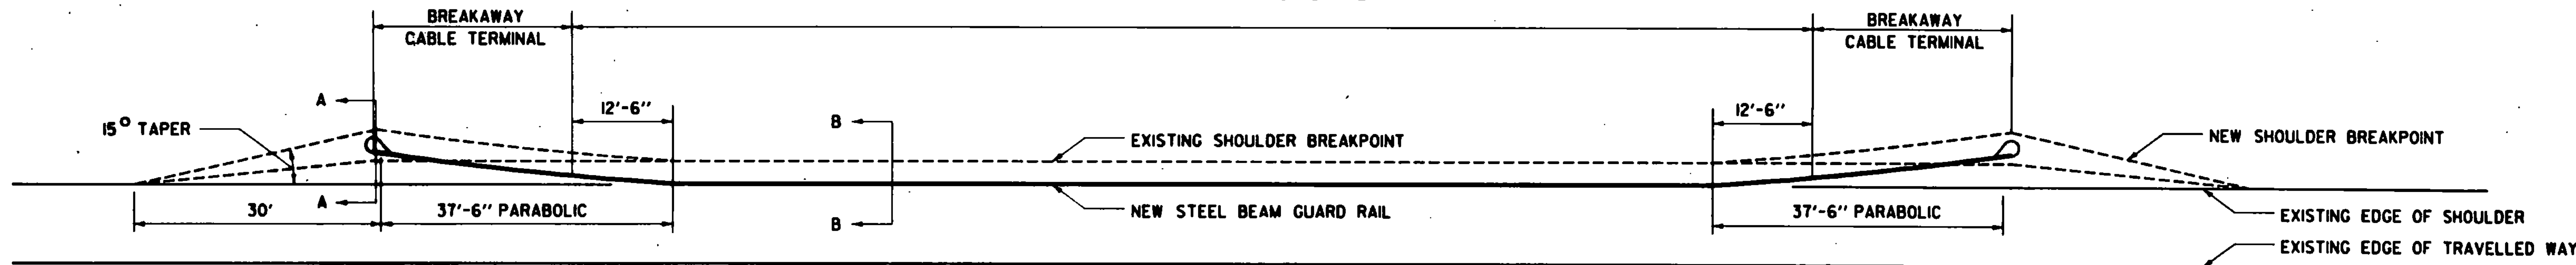 BREAKAWAY
CABLE TERMINAL
BREAKAWAY
CABLE TERMINAL
A
12'-6"
B
12'-6"
15° TAPER
EXISTING SHOULDER BREAKPOINT
NEW SHOULDER BREAKPOINT
A
30'
37'-6" PARABOLIC
B
NEW STEEL BEAM GUARD RAIL
37'-6" PARABOLIC
EXISTING EDGE OF SHOULDER
EXISTING EDGE OF TRAVELLED WAY